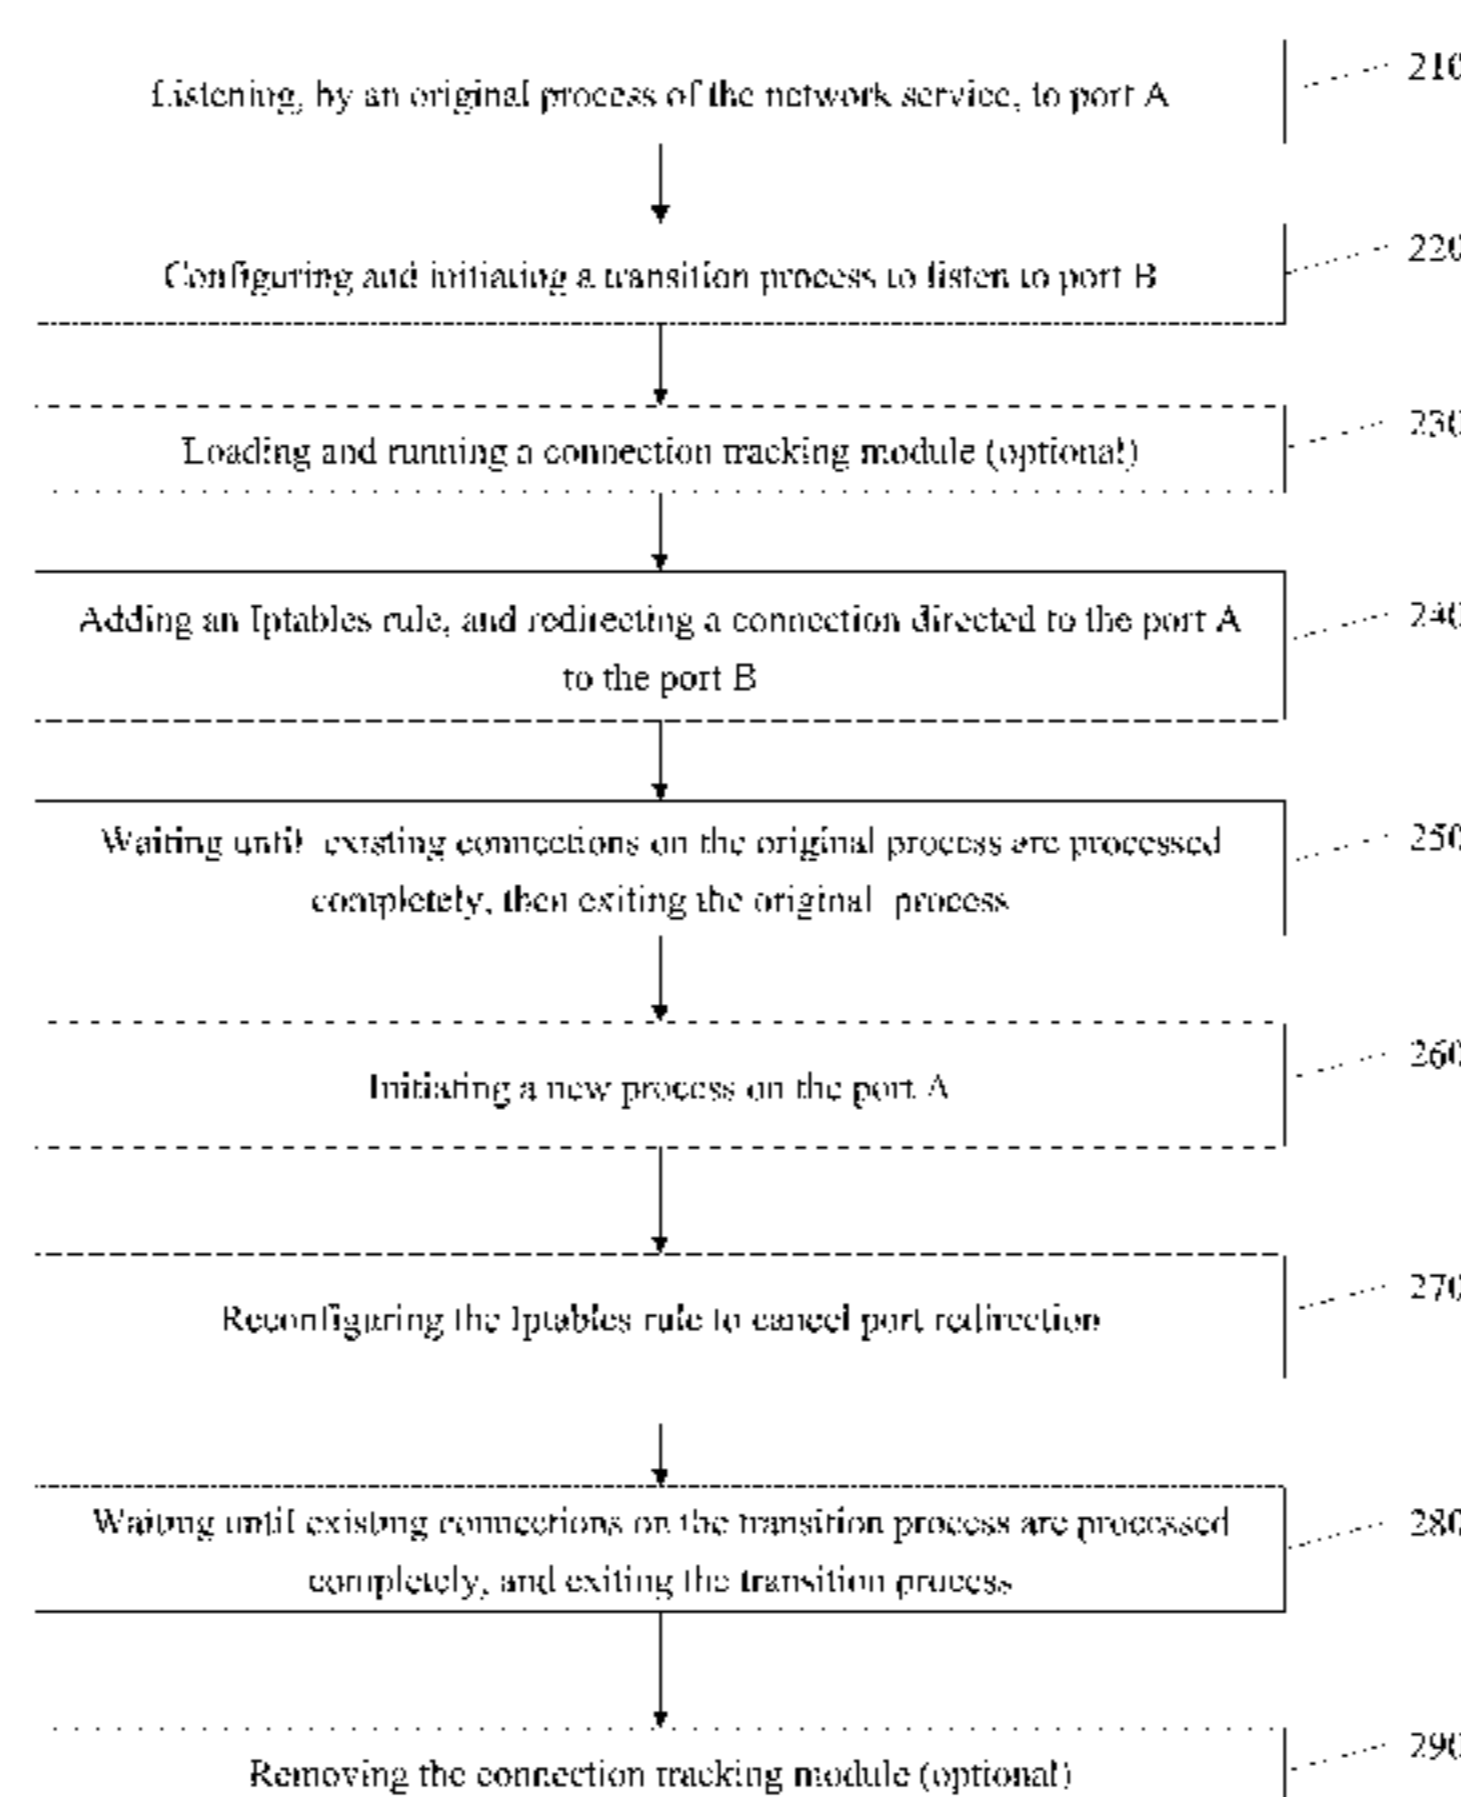 Listening, by an original process of the network service, to port A
210
Configuring and initiating a transition process to listen to port B
220
Loading and running a connection tracking module (optional)
230
Adding an Iptables rule, and redirecting a connection directed to the port A
to the port B
240
Waiting until existing connections on the original process are processed
completely, then exiting the original process
250
Initiating a new process on the port A
260
Reconfiguring the Iptables rule to cancel port redirection
270
Waiting until existing connections on the transition process are processed
completely, and exiting the transition process
280
Removing the connection tracking module (optional)
290